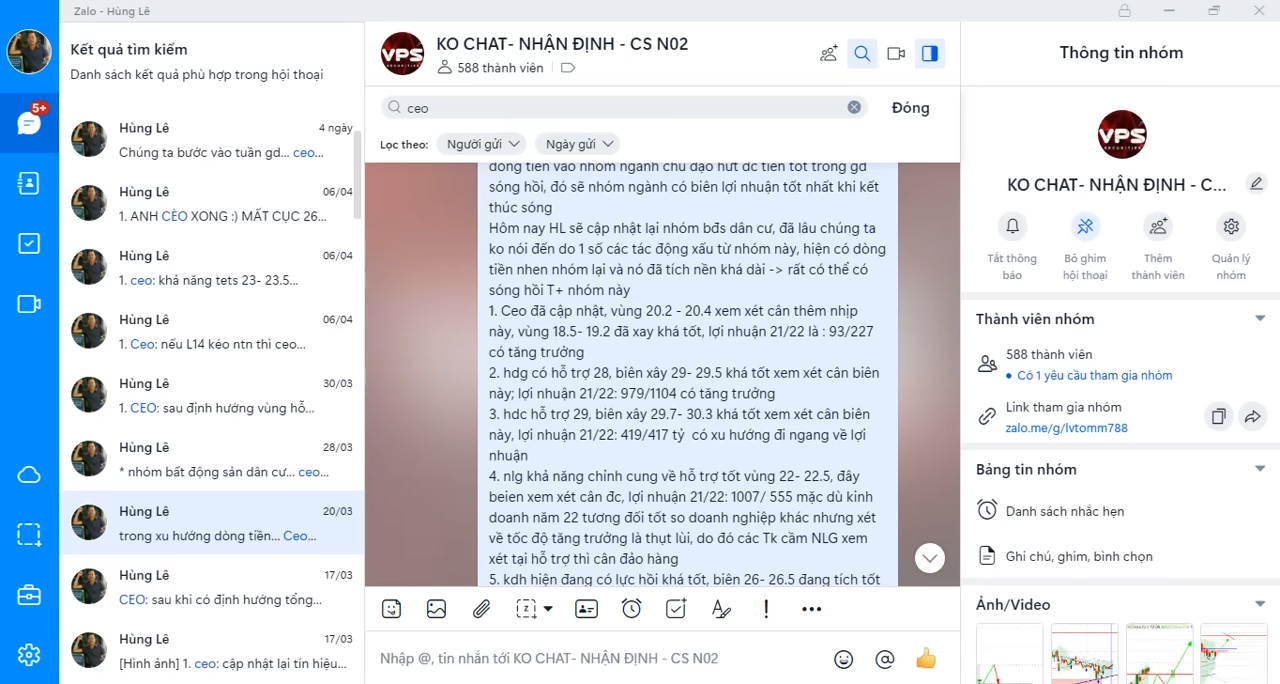 Zalo - Hùng Lê
5+
Kết quả tìm kiếm
Danh sách kết quả phù hợp trong hội thoại
Hùng Lê
4 ngày
Chúng ta bước vào tuần gd... ceo...
Hùng Lê
06/04
1. ANH CÈO XONG :) MẤT CỤC 26...
Hùng Lê
06/04
1. ceo: khả năng tets 23- 23.5...
Hùng Lê
06/04
1. Ceo: nếu L14 kéo ntn thì ceo...
Hùng Lê
30/03
1. CEO: sau định hướng vùng hỗ...
Hùng Lê
28/03
* nhóm bất động sản dân cư... ceo...
Hùng Lê
20/03
trong xu hướng dòng tiền... Ceo...
Hùng Lê
17/03
CEO: sau khi có định hướng tổng...
Hùng Lê
17/03
[Hình ảnh] 1. ceo: cập nhật lại tín hiệu...
VPS
SECURITIES
KO CHAT- NHẬN ĐỊNH - CS N02
588 thành viên
ceo
Đóng
Lọc theo:
Người gửi
Ngày gửi
dòng tiền vào nhóm ngành chủ đạo hút đc tiền tốt trong gd
sóng hồi, đó sẽ nhóm ngành có biên lợi nhuận tốt nhất khi kết
thúc sóng
Hôm nay HL sẽ cập nhật lại nhóm bđs dân cư, đã lâu chúng ta
ko nói đến do 1 số các tác động xấu từ nhóm này, hiện có dòng
tiền nhen nhóm lại và nó đã tích nền khá dài -> rất có thể có
sóng hồi T+ nhóm này
1. Ceo đã cập nhật, vùng 20.2 - 20.4 xem xét cân thêm nhịp
này, vùng 18.5- 19.2 đã xay khá tốt, lợi nhuận 21/22 là : 93/227
có tăng trưởng
2. hdg có hỗ trợ 28, biên xây 29- 29.5 khá tốt xem xét cân biên
này; lợi nhuận 21/22: 979/1104 có tăng trưởng
3. hdc hỗ trợ 29, biên xây 29.7- 30.3 khá tốt xem xét cân biên
này, lợi nhuận 21/22: 419/417 tỷ  có xu hướng đi ngang về lợi
nhuận
4. nlg khả năng chỉnh cung về hỗ trợ tốt vùng 22- 22.5, đây
beien xem xét cân đc, lợi nhuận 21/22: 1007/ 555 mặc dù kinh
doanh năm 22 tương đối tốt so doanh nghiệp khác nhưng xét
về tốc độ tăng trưởng là thụt lùi, do đó các Tk cầm NLG xem
xét tại hỗ trợ thì cân đảo hàng
5. kdh hiện đang có lực hồi khá tốt, biên 26- 26.5 đang tích tốt
Nhập @, tin nhắn tới KO CHAT- NHẬN ĐỊNH - CS N02
Thông tin nhóm
VPS
SECURITIES
KO CHAT- NHẬN ĐỊNH - C...
Tắt thông báo
Bỏ ghim hội thoại
Thêm thành viên
Quản lý nhóm
Thành viên nhóm
588 thành viên
Có 1 yêu cầu tham gia nhóm
Link tham gia nhóm
zalo.me/g/lvtomm788
Bảng tin nhóm
Danh sách nhắc hẹn
Ghi chú, ghim, bình chọn
Ảnh/Video